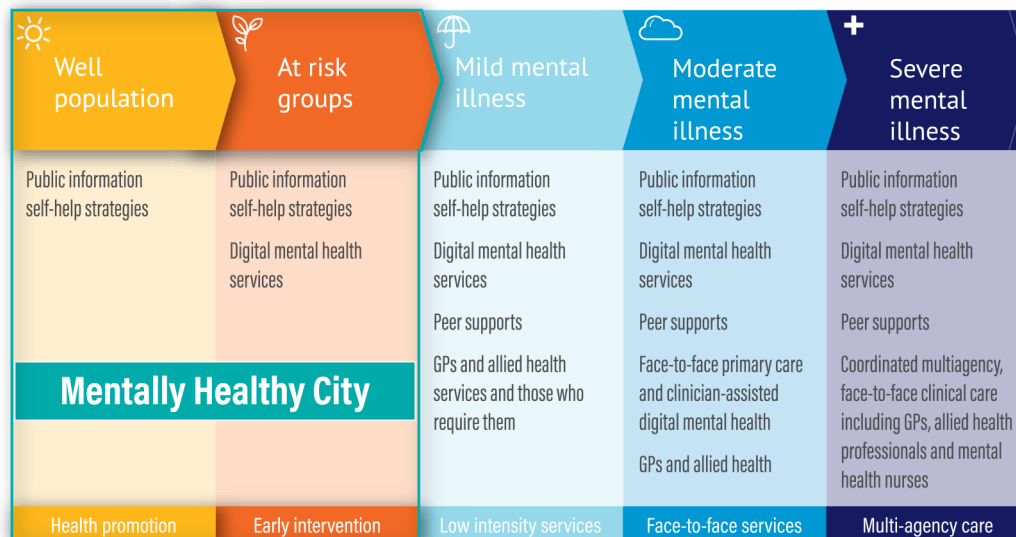 Well
population
At risk
groups
Mild mental
illness
Moderate
mental
illness
Severe
mental
illness
Public information
self-help strategies
Public information
self-help strategies
Digital mental health
services
Public information
self-help strategies
Digital mental health
services
Peer supports
GPs and allied health
services and those who
require them
Public information
self-help strategies
Digital mental health
services
Peer supports
Face-to-face primary care
and clinician-assisted
digital mental health
GPs and allied health
Public information
self-help strategies
Digital mental health
services
Peer supports
Coordinated multiagency,
face-to-face clinical care
including GPs, allied health
professionals and mental
health nurses
Mentally Healthy City
Health promotion
Early intervention
Low intensity services
Face-to-face services
Multi-agency care